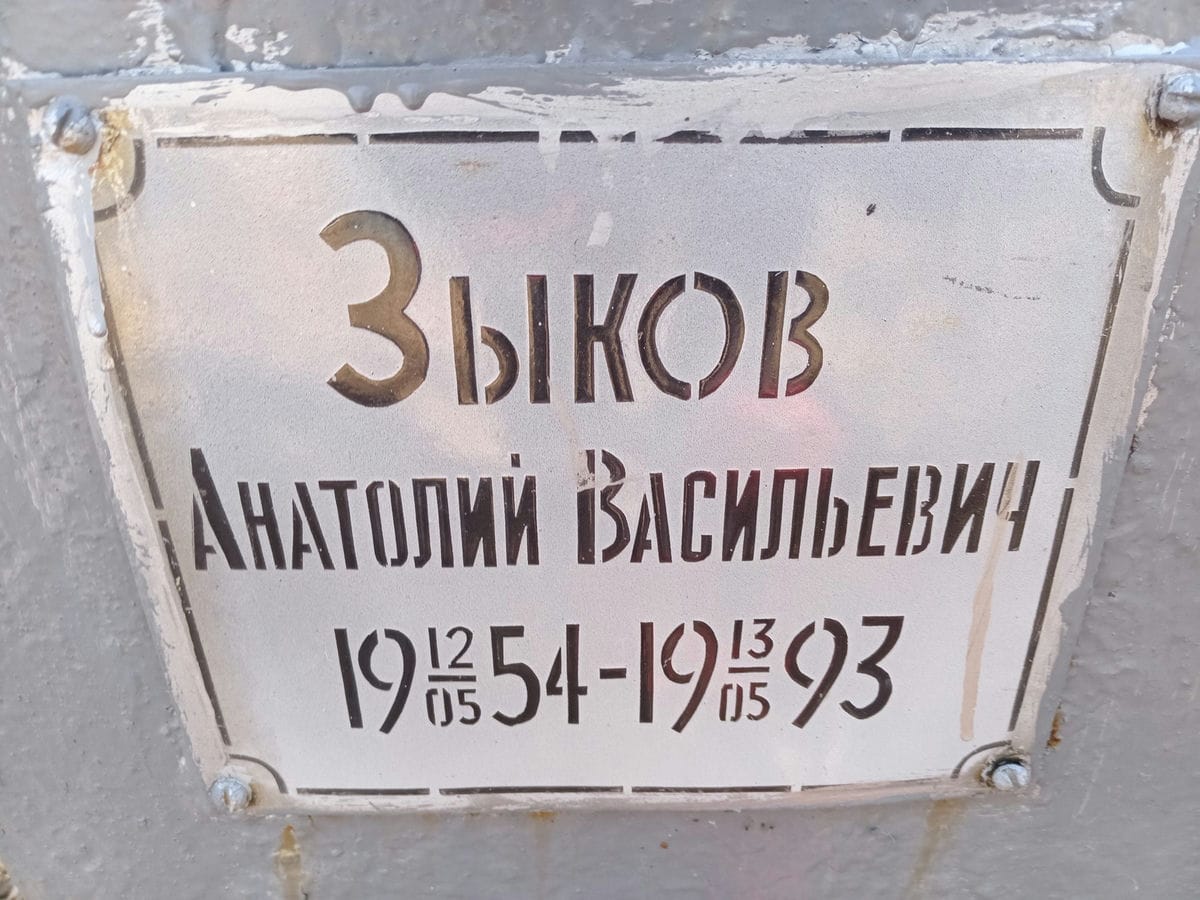 Зыков
Анатолий Васильевич
19 12/05 54-19 13/05 93